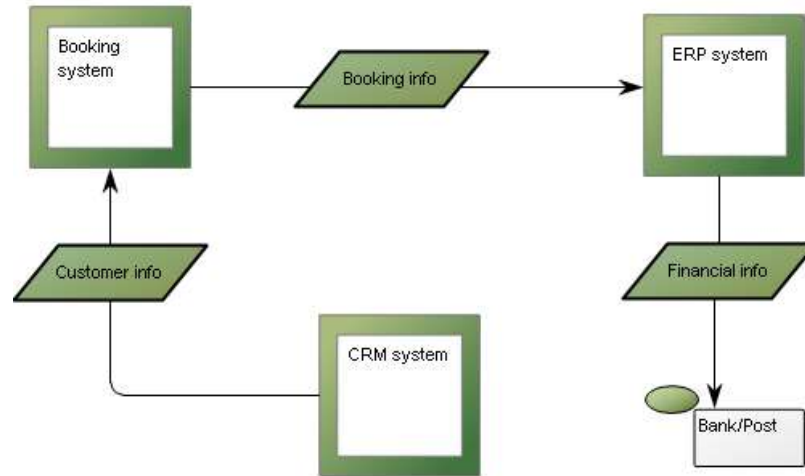 Booking
system
Booking info
ERP system
Customer info
Financial info
CRM system
Bank/Post